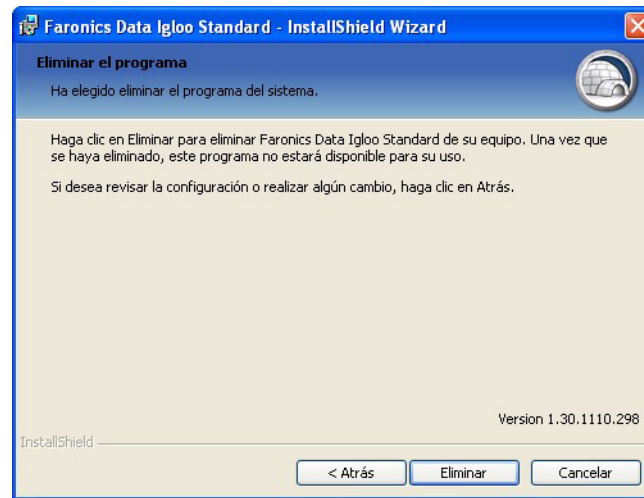 Faronics Data Igloo Standard - InstallShield Wizard
Eliminar el programa
Ha elegido eliminar el programa del sistema.
Haga clic en Eliminar para eliminar Faronics Data Igloo Standard de su equipo. Una vez que
se haya eliminado, este programa no estará disponible para su uso.
Si desea revisar la configuración o realizar algún cambio, haga clic en Atrás.
Version 1.30.1110.298
InstallShield
< Atrás Eliminar Cancelar